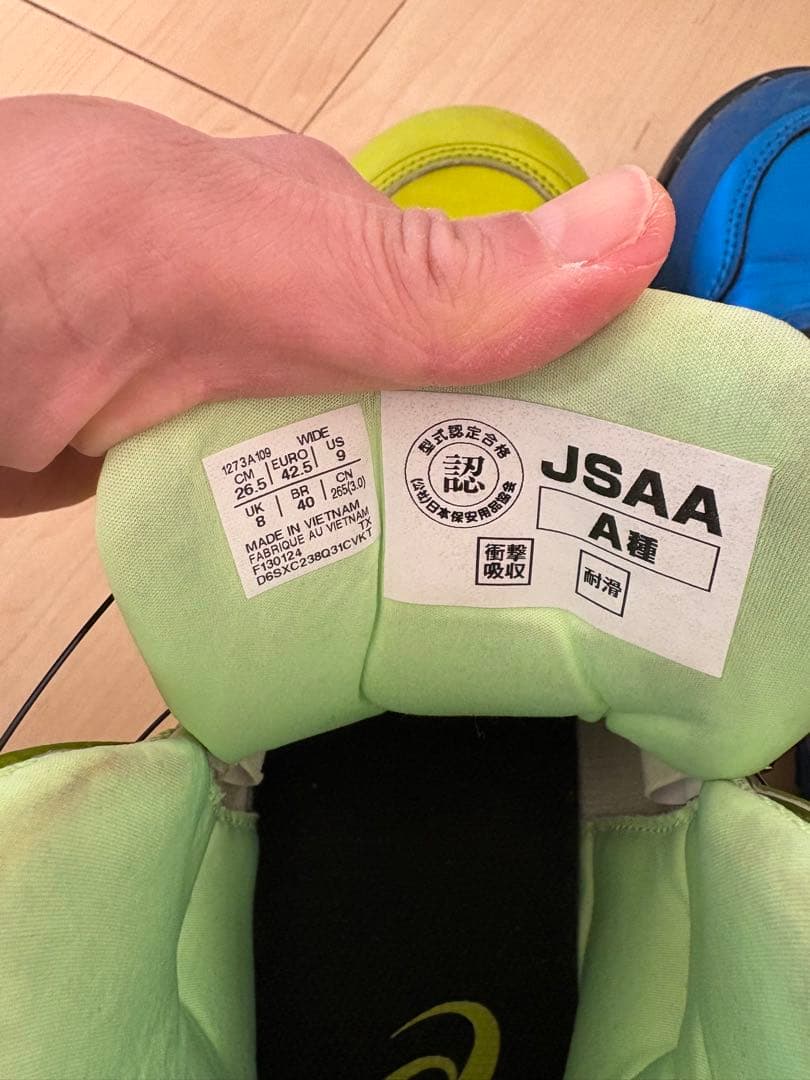 1273A109 WIDE
CM EURO US
26.5 42.5 9
UK BR CN
8 40 265(3.0)
MADE IN VIETNAM
FABRIQUE AU VIETNAM
F130124 TX
D6SXC238Q31CVKT
型式認定合格
認
(公社)日本保安用品協会
JSAA
A種
衝撃
吸収
耐滑